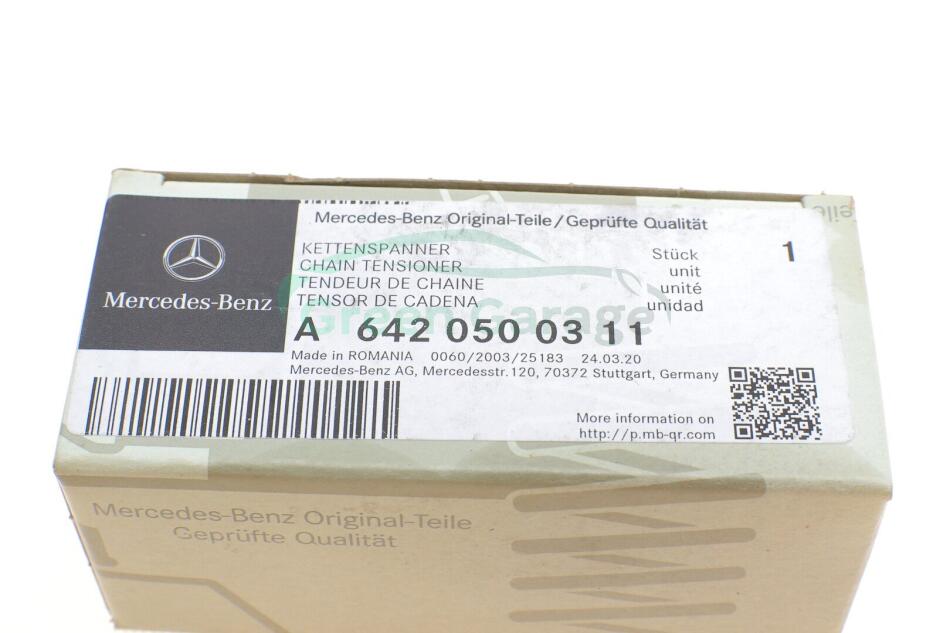 Mercedes-Benz Original-Teile/Geprüfte Qualität
KETTENSPANNER
CHAIN TENSIONER
TENDEUR DE CHAINE
TENSOR DE CADENA
Stück 1
unit
unité
unidad
Mercedes-Benz
Green Garage
A 642 050 03 11
Made in ROMANIA 0060/2003/25183 24.03.20
Mercedes-Benz AG, Mercedesstr.120, 70372 Stuttgart, Germany
More information on
http://p.mb-qr.com
Mercedes-Benz Original-Teile
Geprüfte Qualität